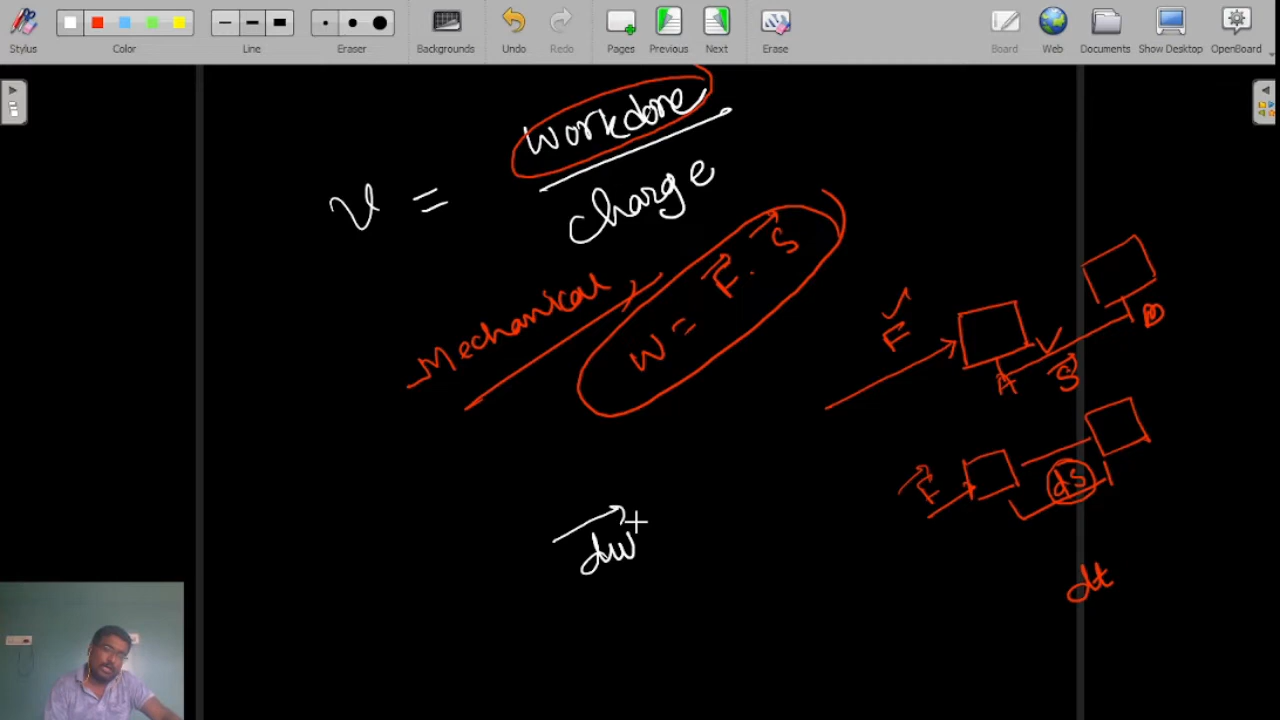 Stylus Color Line Eraser Backgrounds Undo Redo Pages Previous Next Erase Board Web Documents Show Desktop OpenBoard
V = workdone
charge
Mechanical
W = F . S
F
A S B
F ds
dt
dw